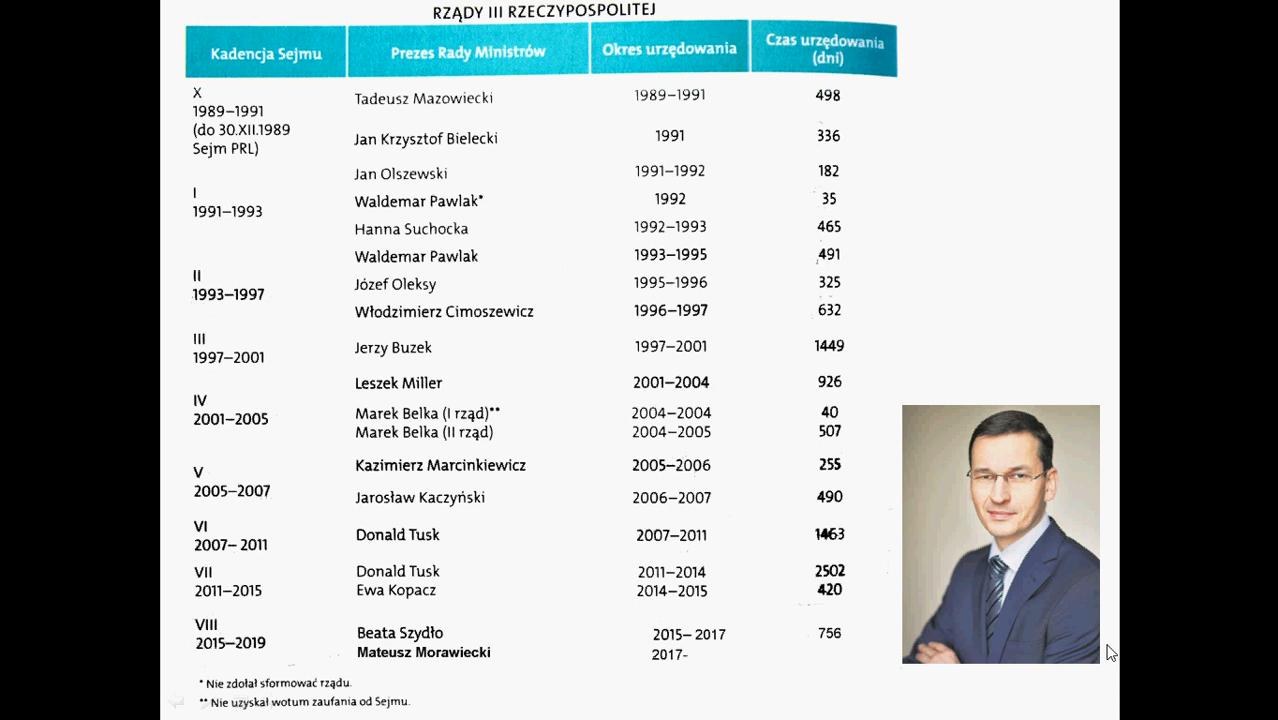 RZĄDY III RZECZYPOSPOLITEJ
Kadencja Sejmu Prezes Rady Ministrów Okres urzędowania Czas urzędowania (dni)
X
1989–1991
(do 30.XII.1989
Sejm PRL)
Tadeusz Mazowiecki 1989–1991 498
Jan Krzysztof Bielecki 1991 336
I
1991–1993
Jan Olszewski 1991–1992 182
Waldemar Pawlak* 1992 35
Hanna Suchocka 1992–1993 465
II
1993–1997
Waldemar Pawlak 1993–1995 491
Józef Oleksy 1995–1996 325
Włodzimierz Cimoszewicz 1996–1997 632
III
1997–2001
Jerzy Buzek 1997–2001 1449
IV
2001–2005
Leszek Miller 2001–2004 926
Marek Belka (I rząd)** 2004–2004 40
Marek Belka (II rząd) 2004–2005 507
V
2005–2007
Kazimierz Marcinkiewicz 2005–2006 255
Jarosław Kaczyński 2006–2007 490
VI
2007– 2011
Donald Tusk 2007–2011 1463
VII
2011–2015
Donald Tusk 2011–2014 2502
Ewa Kopacz 2014–2015 420
VIII
2015–2019
Beata Szydło 2015– 2017 756
Mateusz Morawiecki 2017-
* Nie zdołał sformować rządu.
** Nie uzyskał wotum zaufania od Sejmu.